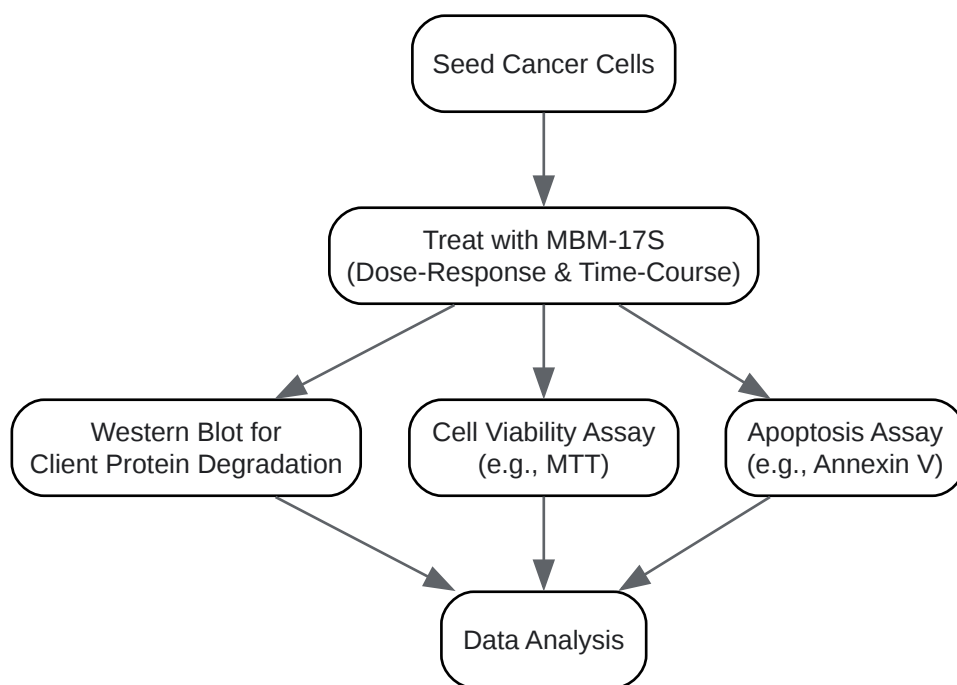 Seed Cancer Cells
Treat with MBM-17S
(Dose-Response & Time-Course)
Western Blot for
Client Protein Degradation
Cell Viability Assay
(e.g., MTT)
Apoptosis Assay
(e.g., Annexin V)
Data Analysis